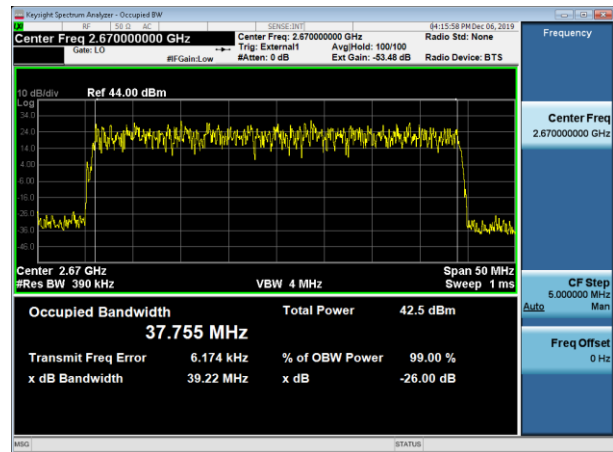 Keysight Spectrum Analyzer - Occupied BW
RF 50 Ω AC SENSE:INT 04:15:58 PM Dec 06, 2019
Center Freq 2.670000000 GHz Center Freq: 2.670000000 GHz Radio Std: None
Gate: LO Trig: External1 Avg|Hold: 100/100
#IFGain:Low #Atten: 0 dB Ext Gain: -53.48 dB Radio Device: BTS
Frequency
10 dB/div Ref 44.00 dBm
Log
34.0
24.0
14.0
4.00
-6.00
-16.0
-26.0
-36.0
-46.0
Center 2.67 GHz Span 50 MHz
#Res BW 390 kHz VBW 4 MHz Sweep 1 ms
Occupied Bandwidth Total Power 42.5 dBm
37.755 MHz
Transmit Freq Error 6.174 kHz % of OBW Power 99.00 %
x dB Bandwidth 39.22 MHz x dB -26.00 dB
Center Freq
2.670000000 GHz
CF Step
5.000000 MHz
Auto Man
Freq Offset
0 Hz
MSG STATUS